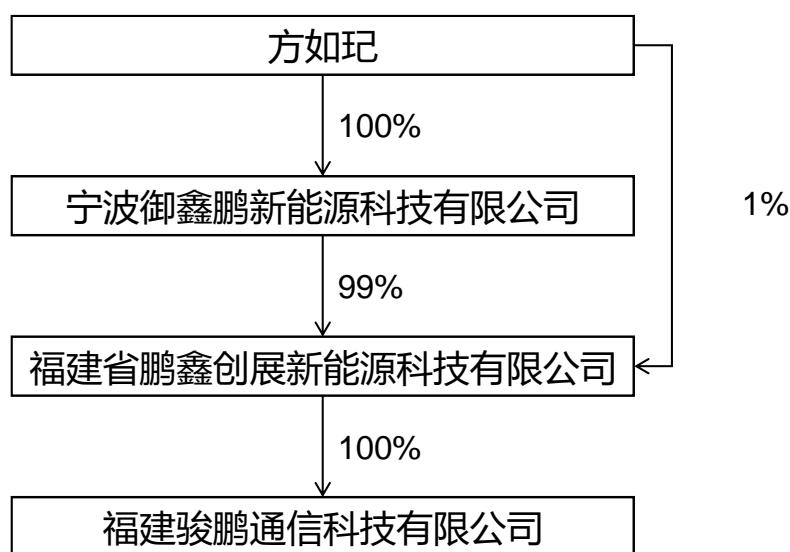 方如玘
100%
宁波御鑫鹏新能源科技有限公司
1%
99%
福建省鹏鑫创展新能源科技有限公司
100%
福建骏鹏通信科技有限公司